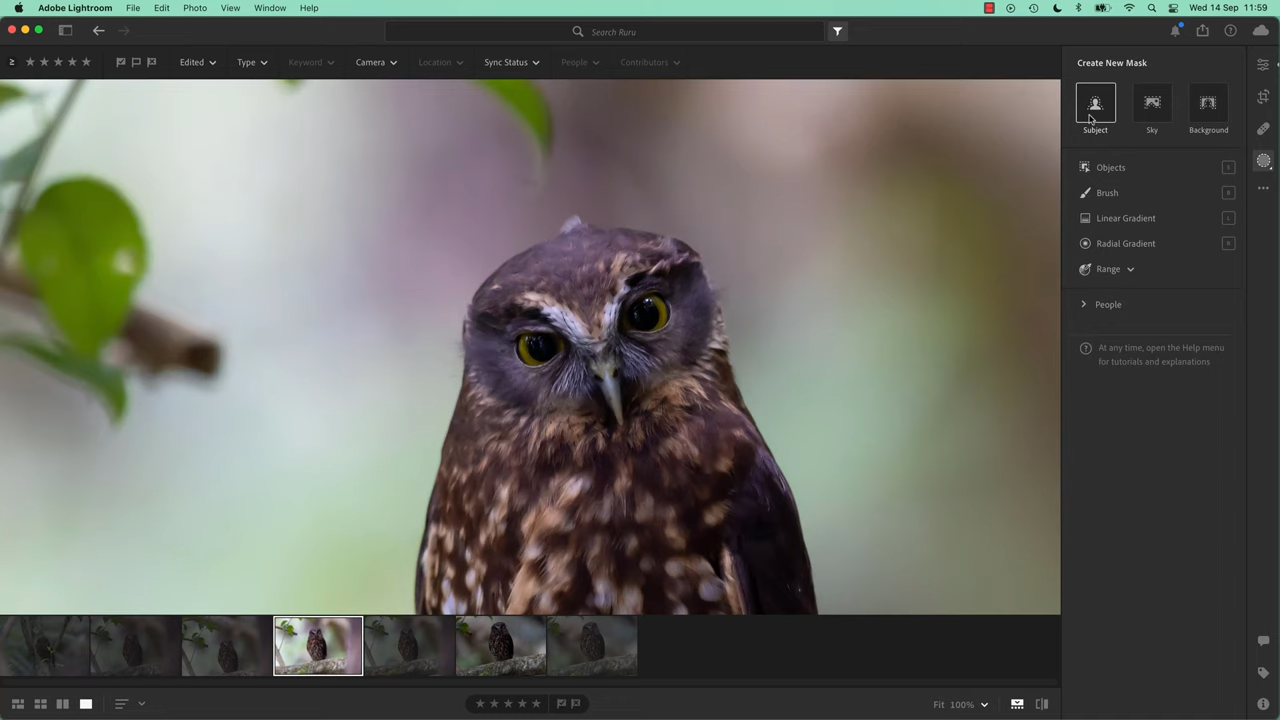 Adobe Lightroom File Edit Photo View Window Help Wed 14 Sep 11:59
Search Ruru
Edited Type Keyword Camera Location Sync Status People Contributors
Create New Mask
Subject Sky Background
Objects S
Brush B
Linear Gradient L
Radial Gradient R
Range
People
At any time, open the Help menu
for tutorials and explanations
Fit 100%